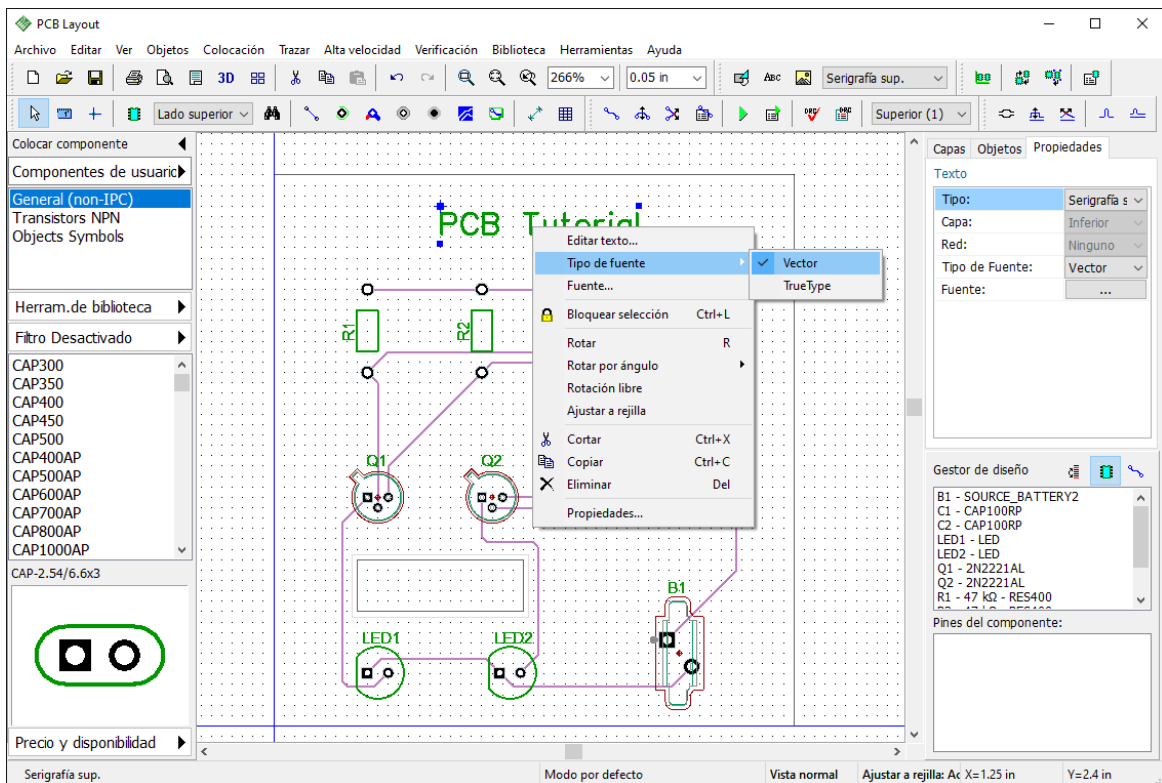 PCB Layout
Archivo Editar Ver Objetos Colocación Trazar Alta velocidad Verificación Biblioteca Herramientas Ayuda
3D 266% 0.05 in ABC Serigrafía sup.
Lado superior Superior (1)
Colocar componente
Componentes de usuaric
General (non-IPC)
Transistors NPN
Objects Symbols
Herram.de biblioteca
Filtro Desactivado
CAP300
CAP350
CAP400
CAP450
CAP500
CAP400AP
CAP500AP
CAP600AP
CAP700AP
CAP800AP
CAP1000AP
CAP-2.54/6.6x3
Precio y disponibilidad
PCB Tutorial
R1
R2
Q1
Q2
LED1
LED2
B1
Editar texto...
Tipo de fuente
Fuente...
Bloquear selección Ctrl+L
Rotar R
Rotar por ángulo
Rotación libre
Ajustar a rejilla
Cortar Ctrl+X
Copiar Ctrl+C
Eliminar Del
Propiedades...
Vector
TrueType
Capas Objetos Propiedades
Texto
Tipo: Serigrafía s
Capa: Inferior
Red: Ninguno
Tipo de Fuente: Vector
Fuente: ...
Gestor de diseño
B1 - SOURCE_BATTERY2
C1 - CAP100RP
C2 - CAP100RP
LED1 - LED
LED2 - LED
Q1 - 2N2221AL
Q2 - 2N2221AL
R1 - 47 kΩ - RES400
Pines del componente:
Serigrafía sup. Modo por defecto Vista normal Ajustar a rejilla: Ac X=1.25 in Y=2.4 in